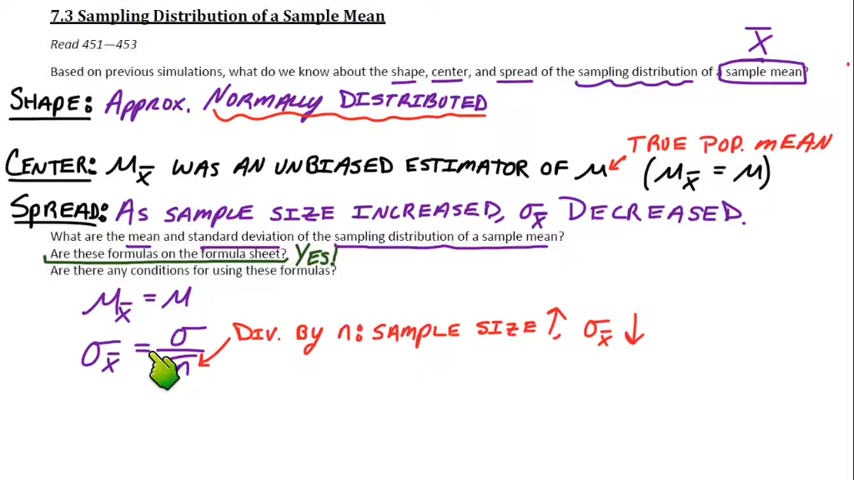 7.3 Sampling Distribution of a Sample Mean
x̄
Read 451—453
Based on previous simulations, what do we know about the shape, center, and spread of the sampling distribution of a sample mean?
SHAPE: APPROX. NORMALLY DISTRIBUTED
TRUE POP. MEAN
CENTER: μx̄ WAS AN UNBIASED ESTIMATOR OF μ (μx̄ = μ)
SPREAD: AS SAMPLE SIZE INCREASED, σx̄ DECREASED.
What are the mean and standard deviation of the sampling distribution of a sample mean?
Are these formulas on the formula sheet? YES!
Are there any conditions for using these formulas?
μx̄ = μ
σx̄ = σ/√n DIV. BY n: SAMPLE SIZE ↑, σx̄ ↓